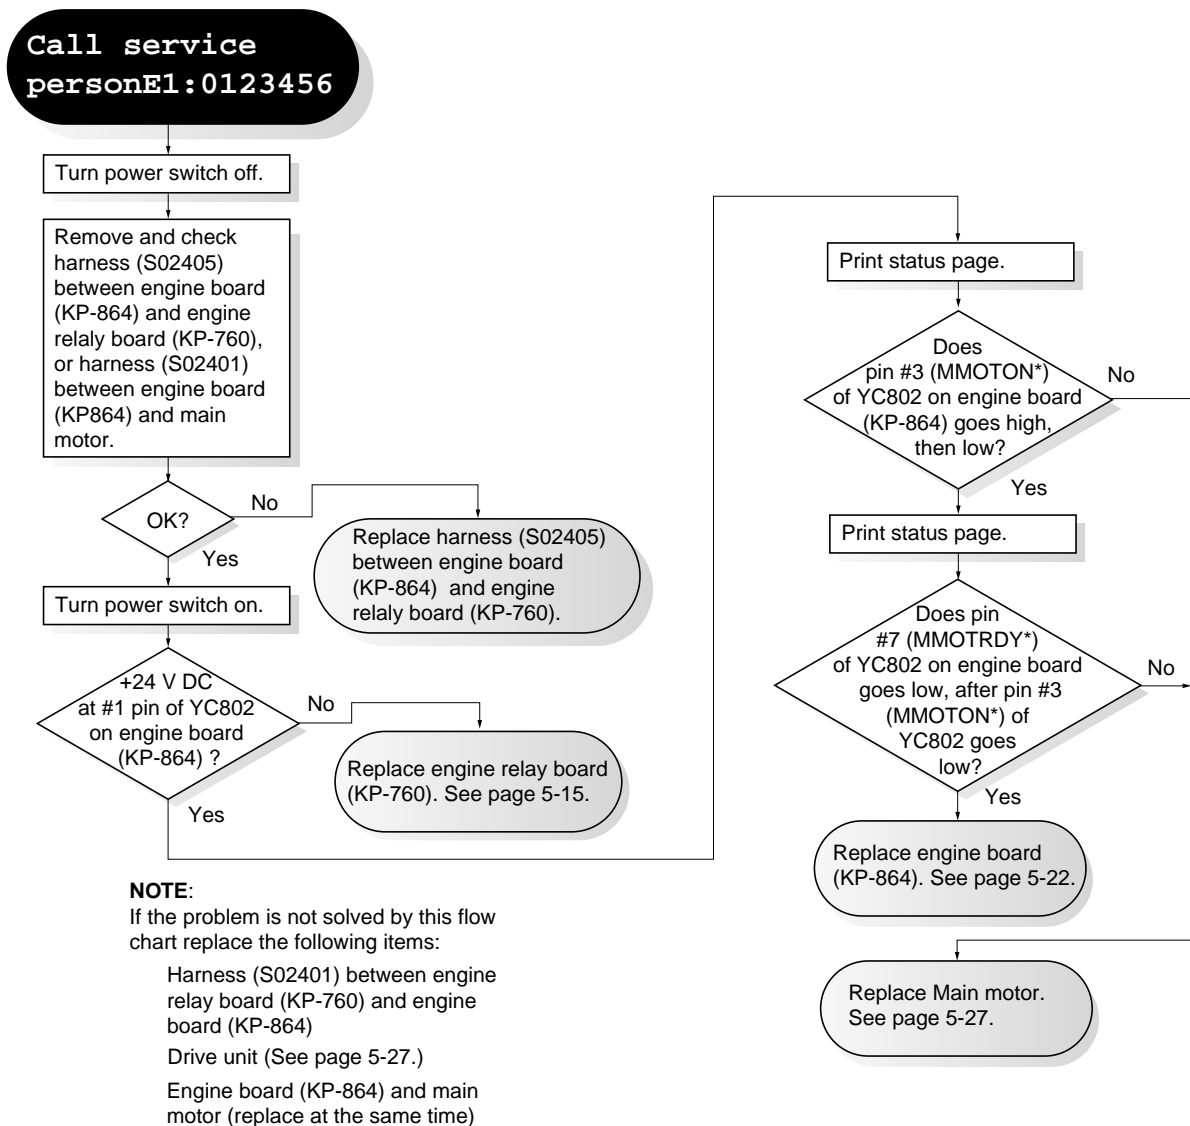 Call service
personE1:0123456
Turn power switch off.
Remove and check
harness (S02405)
between engine board
(KP-864) and engine
relaly board (KP-760),
or harness (S02401)
between engine board
(KP864) and main
motor.
OK?
No
Yes
Replace harness (S02405)
between engine board
(KP-864) and engine
relaly board (KP-760).
Turn power switch on.
+24 V DC
at #1 pin of YC802
on engine board
(KP-864) ?
No
Yes
Replace engine relay board
(KP-760). See page 5-15.
NOTE:
If the problem is not solved by this flow
chart replace the following items:
Harness (S02401) between engine
relay board (KP-760) and engine
board (KP-864)
Drive unit (See page 5-27.)
Engine board (KP-864) and main
motor (replace at the same time)
Print status page.
Does
pin #3 (MMOTON*)
of YC802 on engine board
(KP-864) goes high,
then low?
No
Yes
Print status page.
Does pin
#7 (MMOTRDY*)
of YC802 on engine board
goes low, after pin #3
(MMOTON*) of
YC802 goes
low?
No
Yes
Replace engine board
(KP-864). See page 5-22.
Replace Main motor.
See page 5-27.